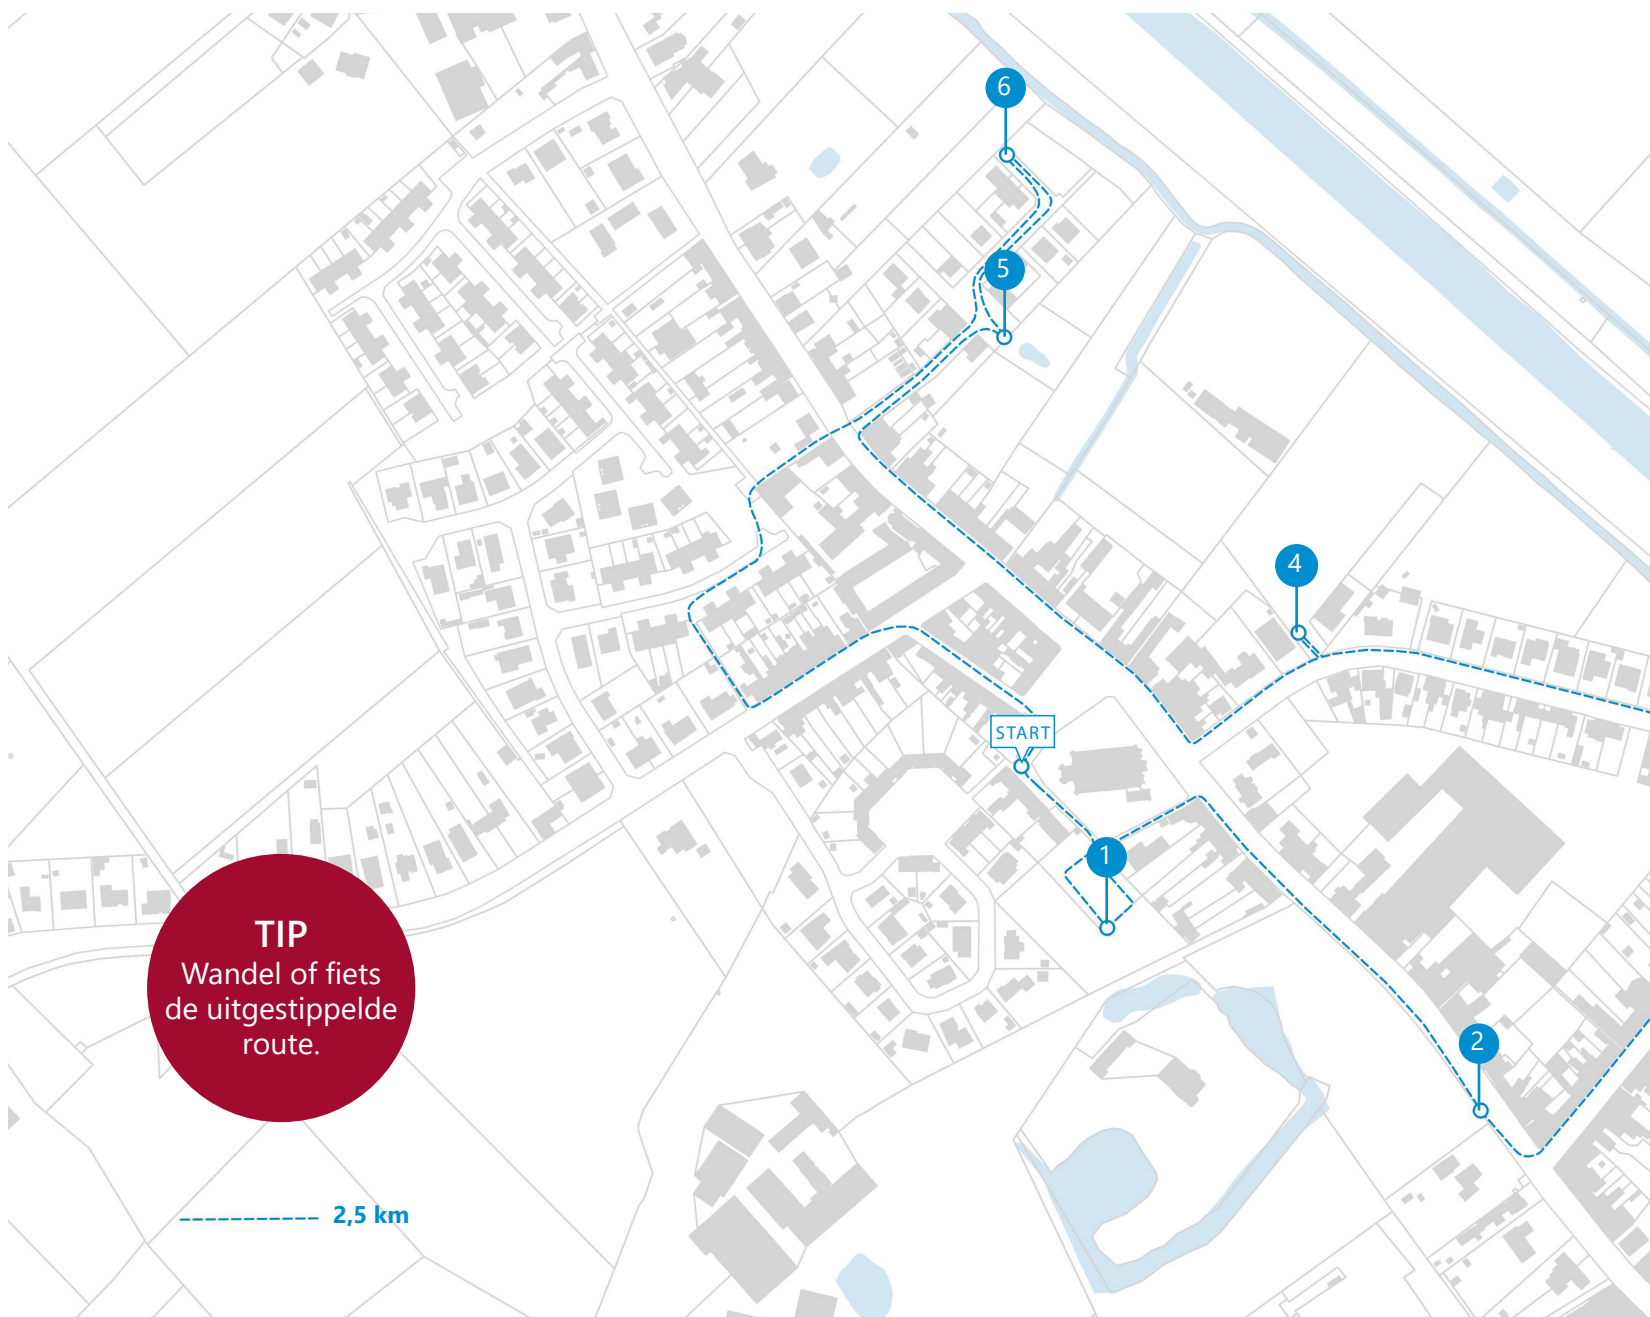 6
5
4
START
1
2
TIP
Wandel of fiets
de uitgestippelde
route.
2,5 km